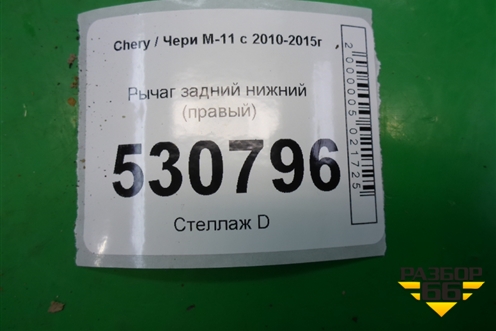 Chery / Чери М-11 с 2010-2015г
Рычаг задний нижний
(правый)
530796
Стеллаж D
2000005021725
РАЗБОР
66